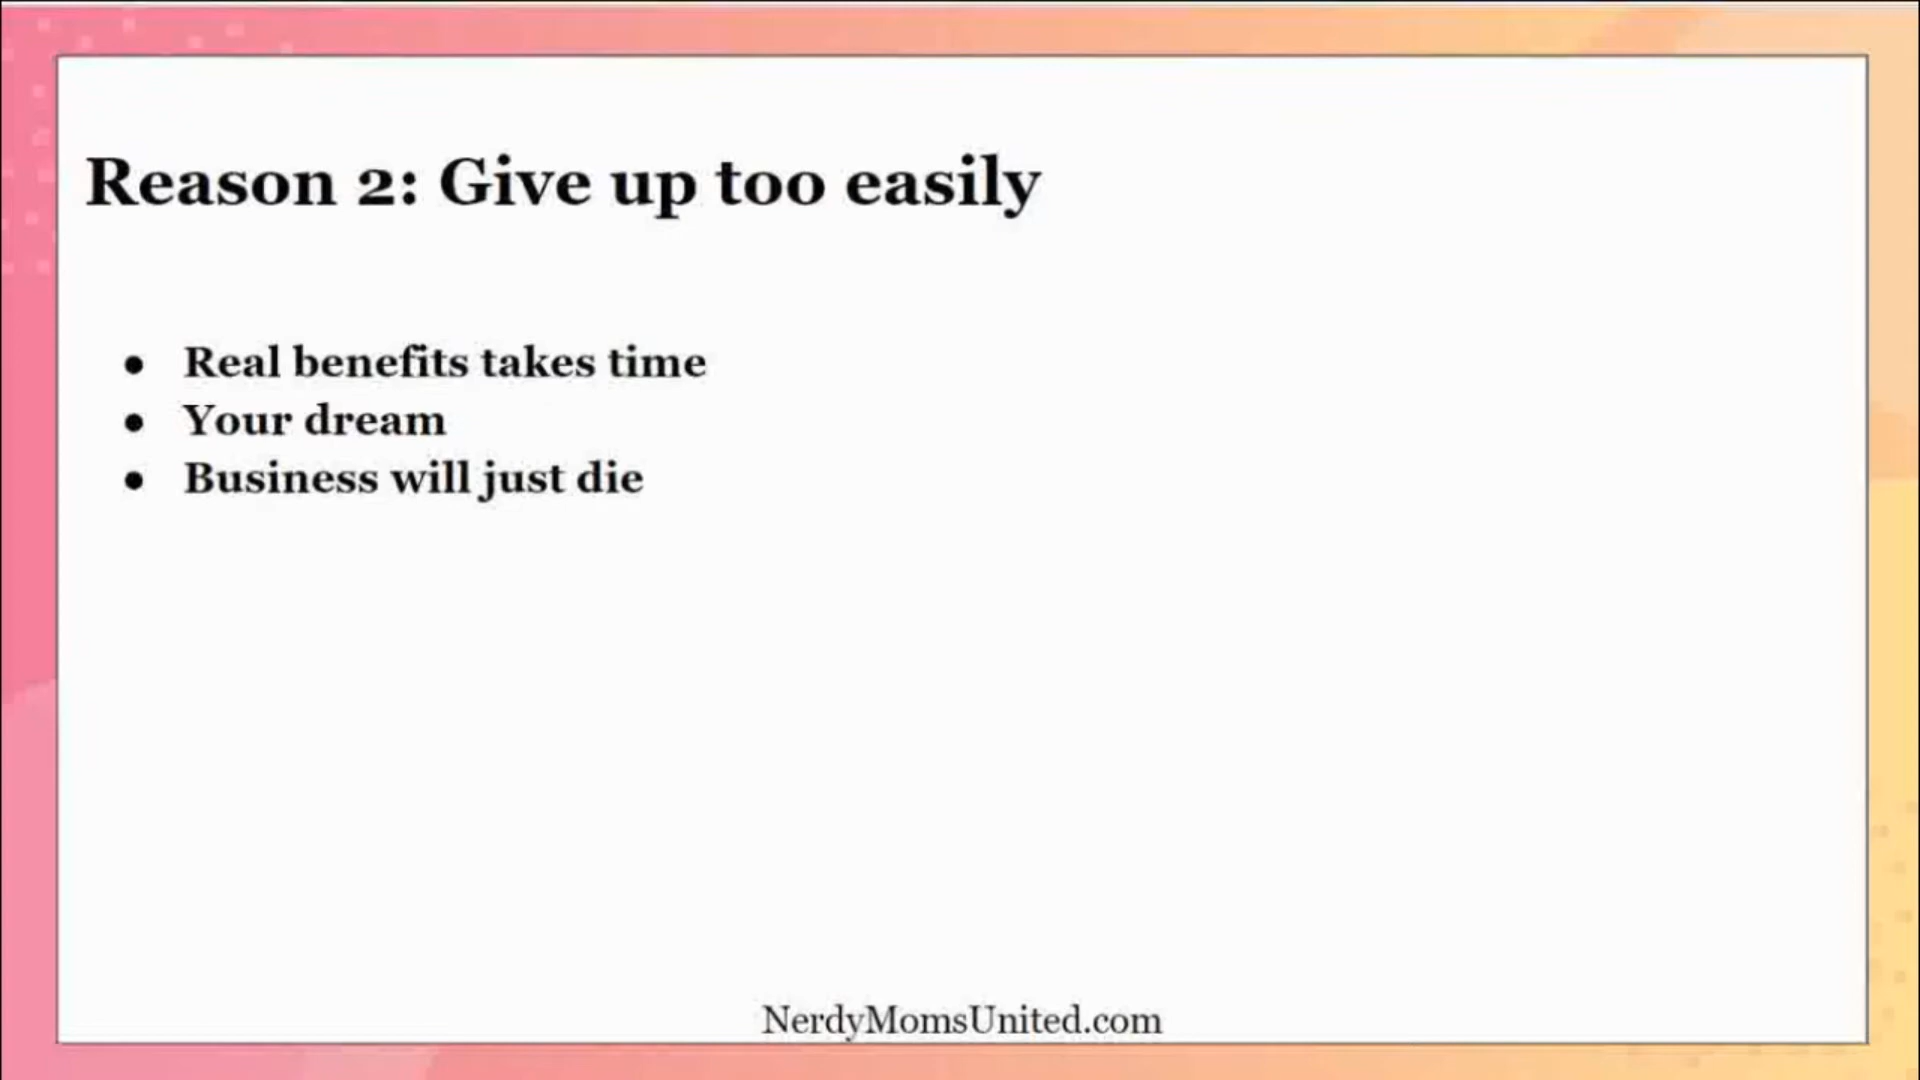 Reason 2: Give up too easily
● Real benefits takes time
● Your dream
● Business will just die
NerdyMomsUnited.com